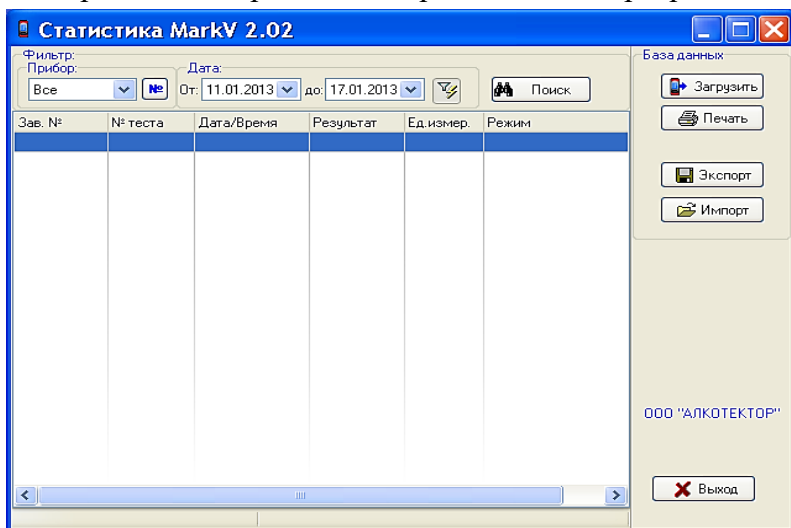 Статистика MarkV 2.02
Фильтр:
Прибор:
Все
№
Дата:
От: 11.01.2013 до: 17.01.2013
Поиск
Зав. № № теста Дата/Время Результат Ед.измер. Режим
База данных
Загрузить
Печать
Экспорт
Импорт
ООО "АЛКОТЕКТОР"
Выход